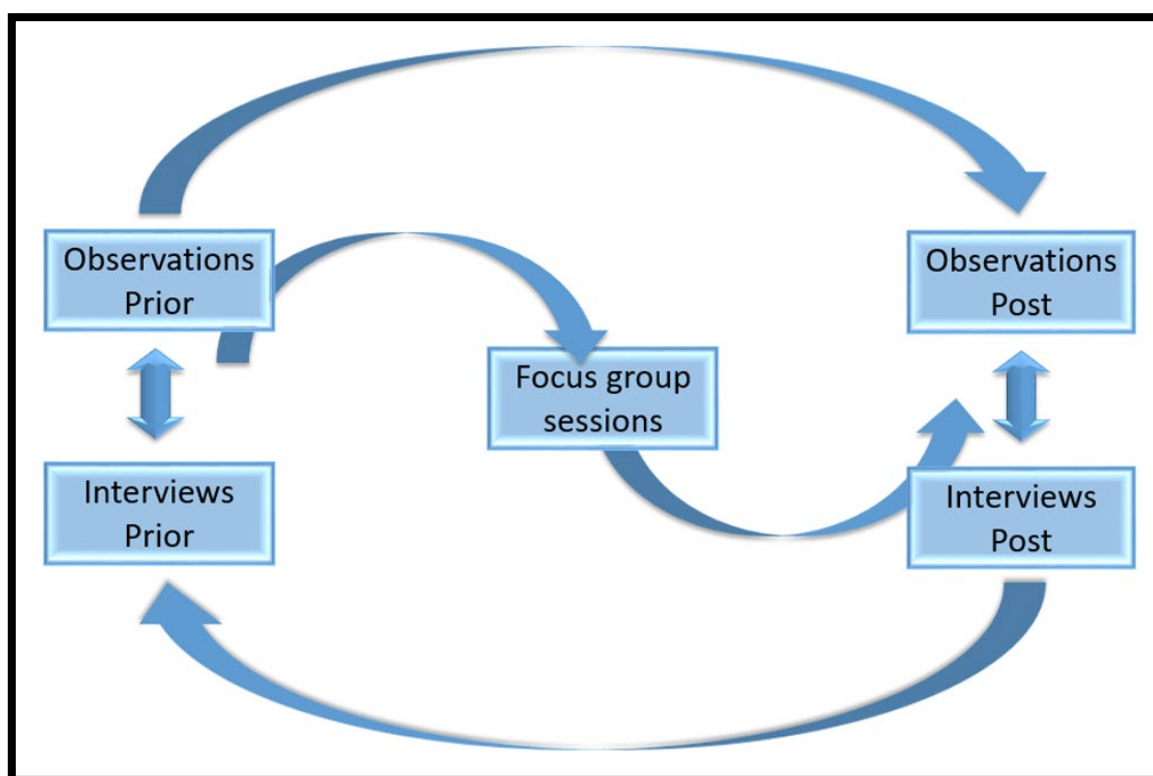 Observations
Prior
Observations
Post
Focus group
sessions
Interviews
Prior
Interviews
Post